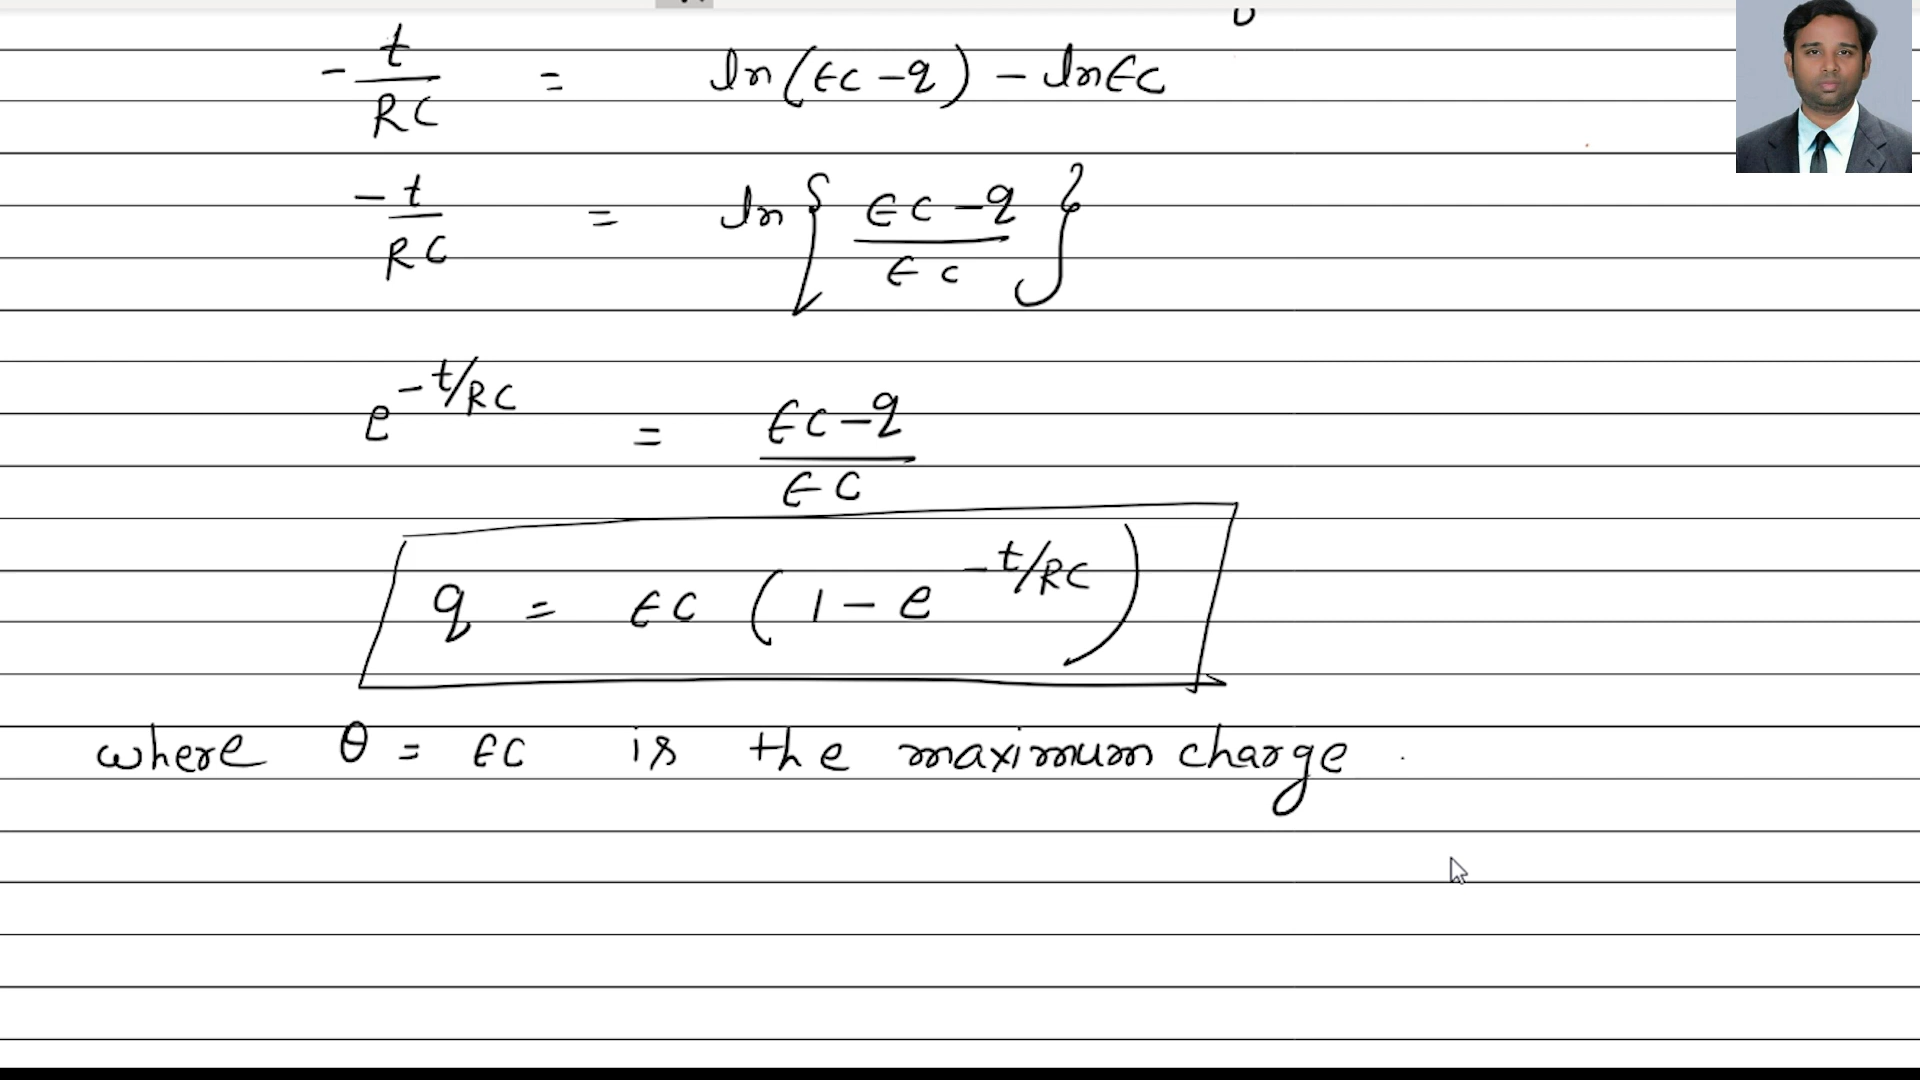 - t/RC = ln(εC - q) - lnεC
- t/RC = ln{ (εC - q)/εC }
e^(-t/RC) = (εC - q)/εC
q = εC ( 1 - e^(-t/RC) )
where θ = εC is the maximum charge .